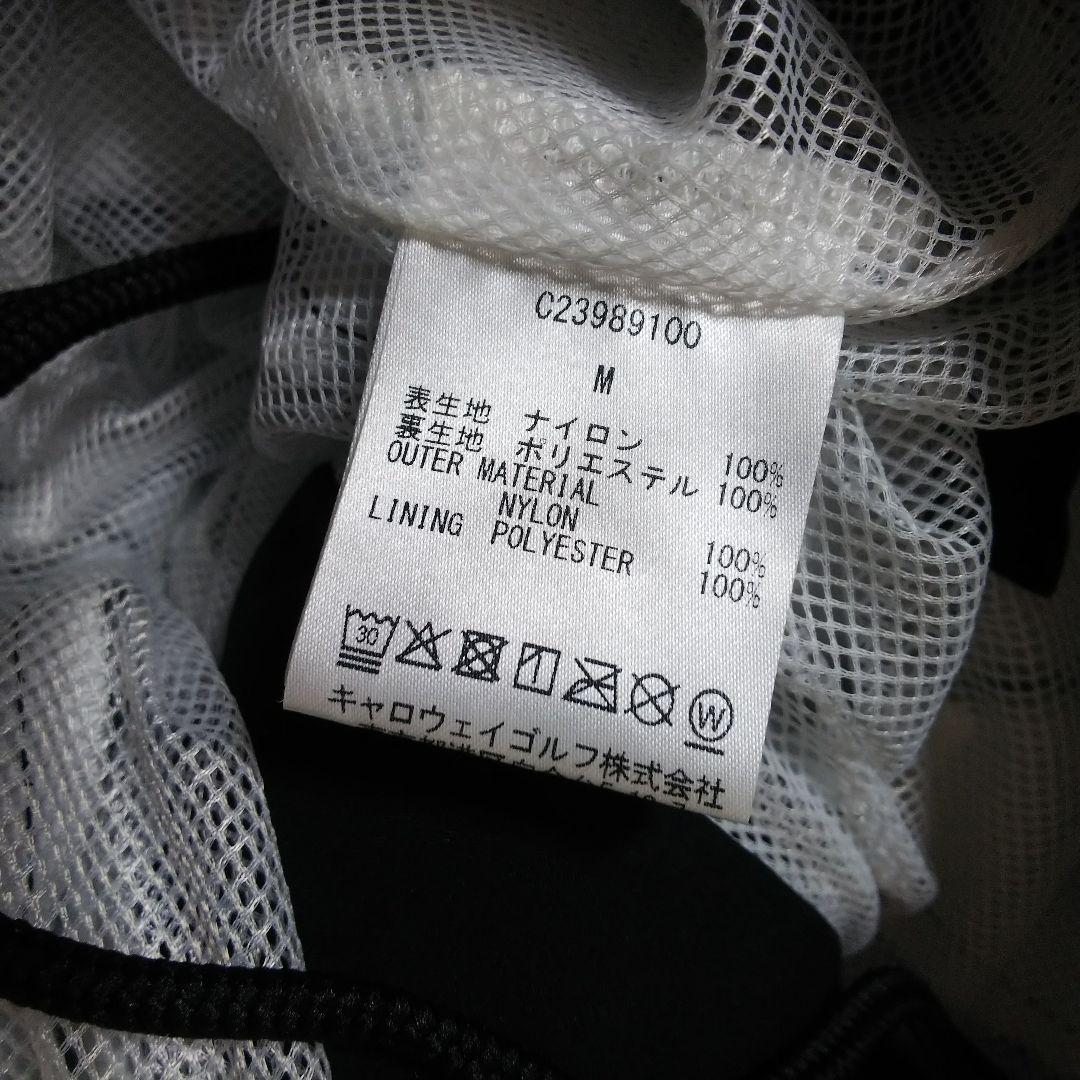 C23989100
M
表生地 ナイロン 100%
裏生地 ポリエステル 100%
OUTER MATERIAL
NYLON 100%
LINING POLYESTER 100%
30
W
キャロウェイゴルフ株式会社